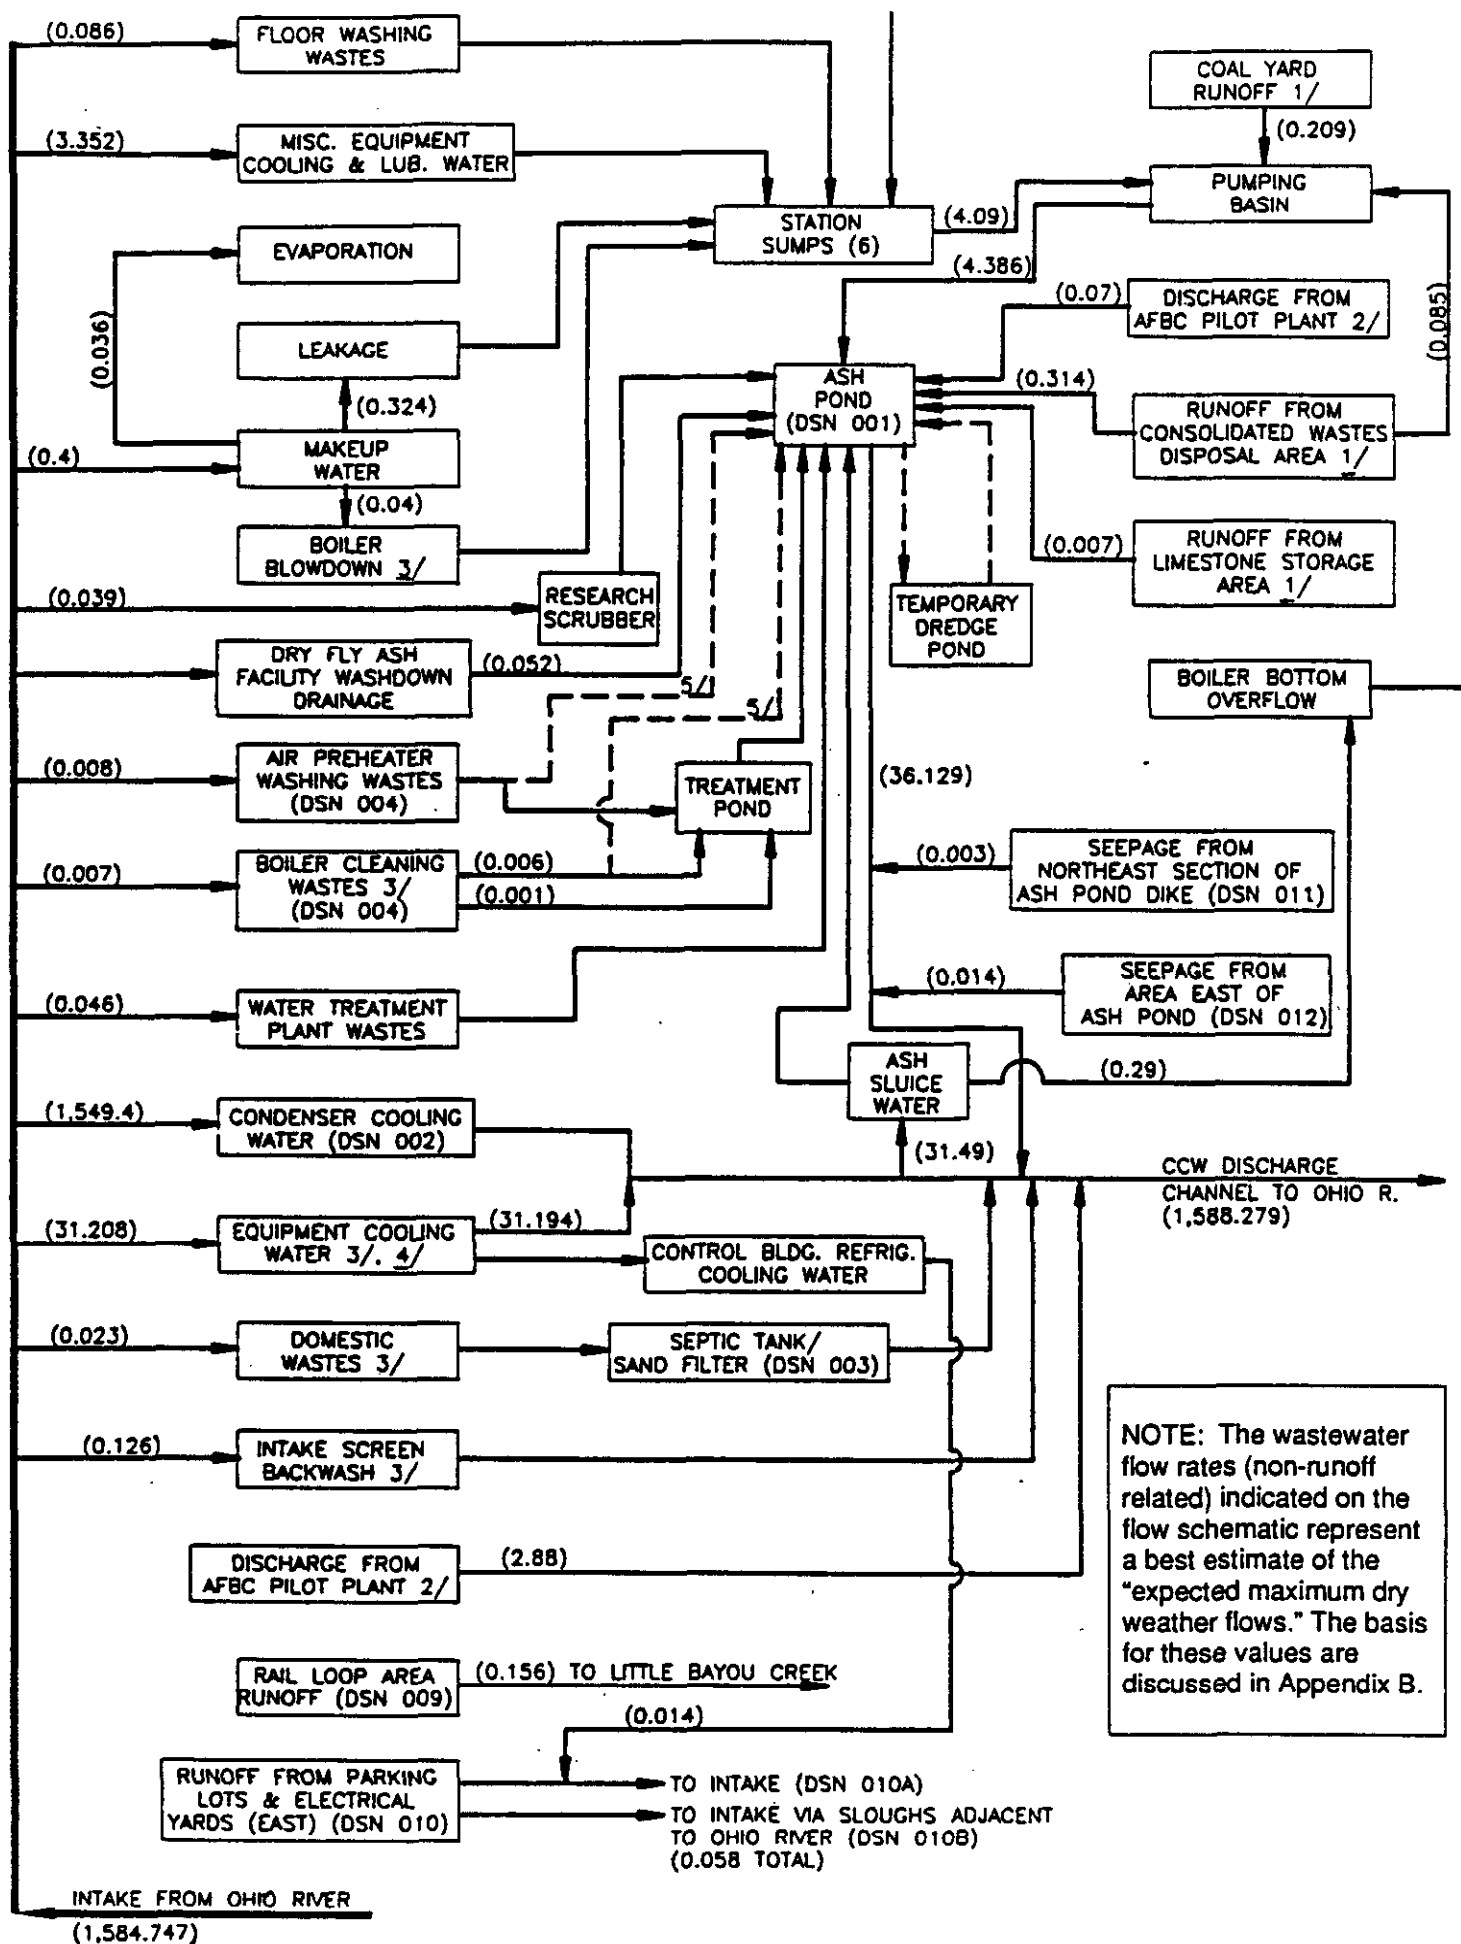 (0.086)
FLOOR WASHING
WASTES
COAL YARD
RUNOFF 1/
(0.209)
(3.352)
MISC. EQUIPMENT
COOLING & LUB. WATER
PUMPING
BASIN
STATION
SUMPS (6)
(4.09)
EVAPORATION
(4.386)
(0.07)
DISCHARGE FROM
AFBC PILOT PLANT 2/
(0.085)
(0.036)
LEAKAGE
(0.324)
ASH
POND
(DSN 001)
(0.314)
RUNOFF FROM
CONSOLIDATED WASTES
DISPOSAL AREA 1/
(0.4)
MAKEUP
WATER
(0.04)
BOILER
BLOWDOWN 3/
(0.007)
RUNOFF FROM
LIMESTONE STORAGE
AREA 1/
(0.039)
RESEARCH
SCRUBBER
TEMPORARY
DREDGE
POND
DRY FLY ASH
FACILITY WASHDOWN
DRAINAGE
(0.052)
5/
5/
BOILER BOTTOM
OVERFLOW
(0.008)
AIR PREHEATER
WASHING WASTES
(DSN 004)
TREATMENT
POND
(36.129)
(0.007)
BOILER CLEANING
WASTES 3/
(DSN 004)
(0.006)
(0.001)
(0.003)
SEEPAGE FROM
NORTHEAST SECTION OF
ASH POND DIKE (DSN 011)
(0.046)
WATER TREATMENT
PLANT WASTES
(0.014)
SEEPAGE FROM
AREA EAST OF
ASH POND (DSN 012)
ASH
SLUICE
WATER
(0.29)
(1,549.4)
CONDENSER COOLING
WATER (DSN 002)
(31.49)
CCW DISCHARGE
CHANNEL TO OHIO R.
(1,588.279)
(31.208)
EQUIPMENT COOLING
WATER 3/. 4/
(31.194)
CONTROL BLDG. REFRIG.
COOLING WATER
(0.023)
DOMESTIC
WASTES 3/
SEPTIC TANK/
SAND FILTER (DSN 003)
(0.126)
INTAKE SCREEN
BACKWASH 3/
NOTE: The wastewater
flow rates (non-runoff
related) indicated on the
flow schematic represent
a best estimate of the
"expected maximum dry
weather flows." The basis
for these values are
discussed in Appendix B.
DISCHARGE FROM
AFBC PILOT PLANT 2/
(2.88)
RAIL LOOP AREA
RUNOFF (DSN 009)
(0.156) TO LITTLE BAYOU CREEK
(0.014)
RUNOFF FROM PARKING
LOTS & ELECTRICAL
YARDS (EAST) (DSN 010)
TO INTAKE (DSN 010A)
TO INTAKE VIA SLOUGHS ADJACENT
TO OHIO RIVER (DSN 010B)
(0.058 TOTAL)
INTAKE FROM OHIO RIVER
(1,584.747)